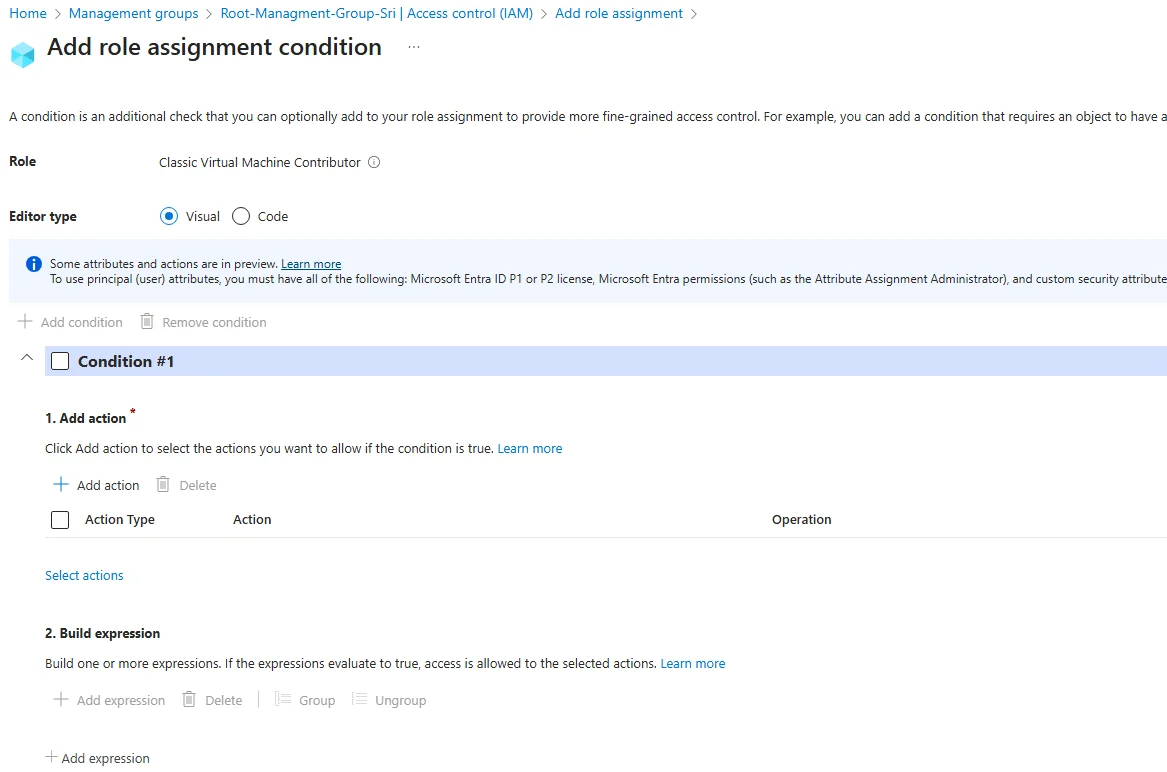 Home > Management groups > Root-Managment-Group-Sri | Access control (IAM) > Add role assignment >
Add role assignment condition ...
A condition is an additional check that you can optionally add to your role assignment to provide more fine-grained access control. For example, you can add a condition that requires an object to have a
Role Classic Virtual Machine Contributor
Editor type Visual Code
Some attributes and actions are in preview. Learn more
To use principal (user) attributes, you must have all of the following: Microsoft Entra ID P1 or P2 license, Microsoft Entra permissions (such as the Attribute Assignment Administrator), and custom security attribute
Add condition Remove condition
Condition #1
1. Add action *
Click Add action to select the actions you want to allow if the condition is true. Learn more
Add action Delete
Action Type Action Operation
Select actions
2. Build expression
Build one or more expressions. If the expressions evaluate to true, access is allowed to the selected actions. Learn more
Add expression Delete Group Ungroup
Add expression